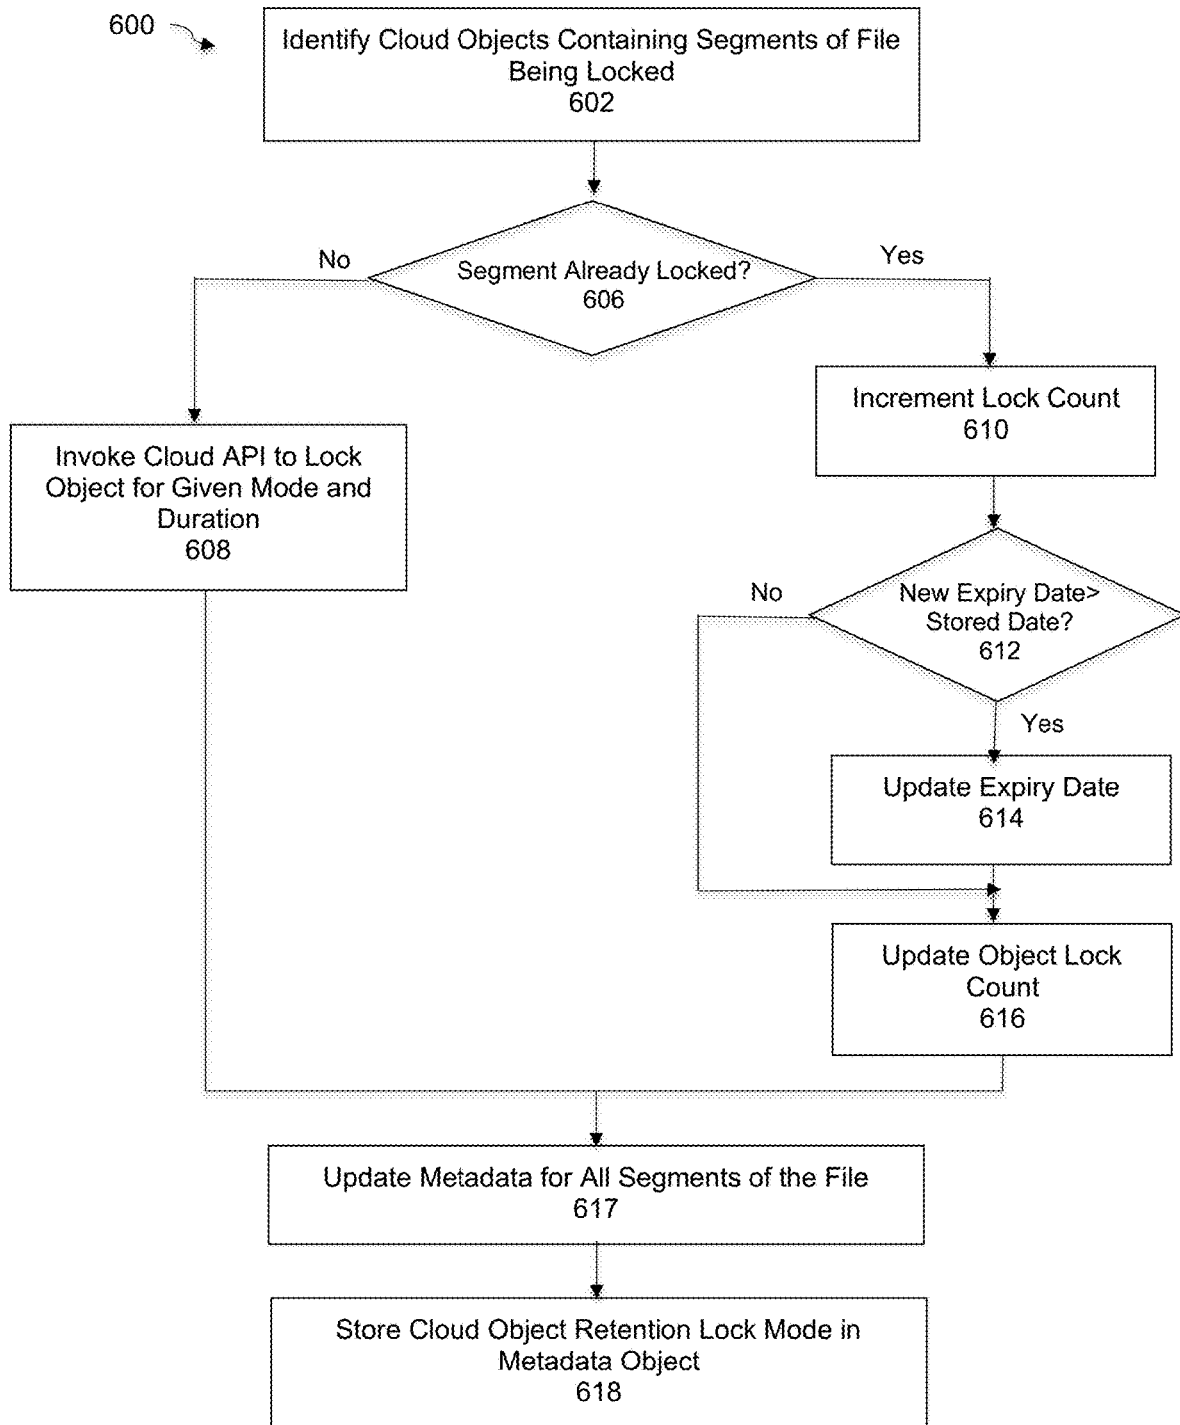 600
Identify Cloud Objects Containing Segments of File
Being Locked
602
No
Segment Already Locked?
606
Yes
Increment Lock Count
610
Invoke Cloud API to Lock
Object for Given Mode and
Duration
608
No
New Expiry Date>
Stored Date?
612
Yes
Update Expiry Date
614
Update Object Lock
Count
616
Update Metadada for All Segments of the File
617
Store Cloud Object Retention Lock Mode in
Metadata Object
618